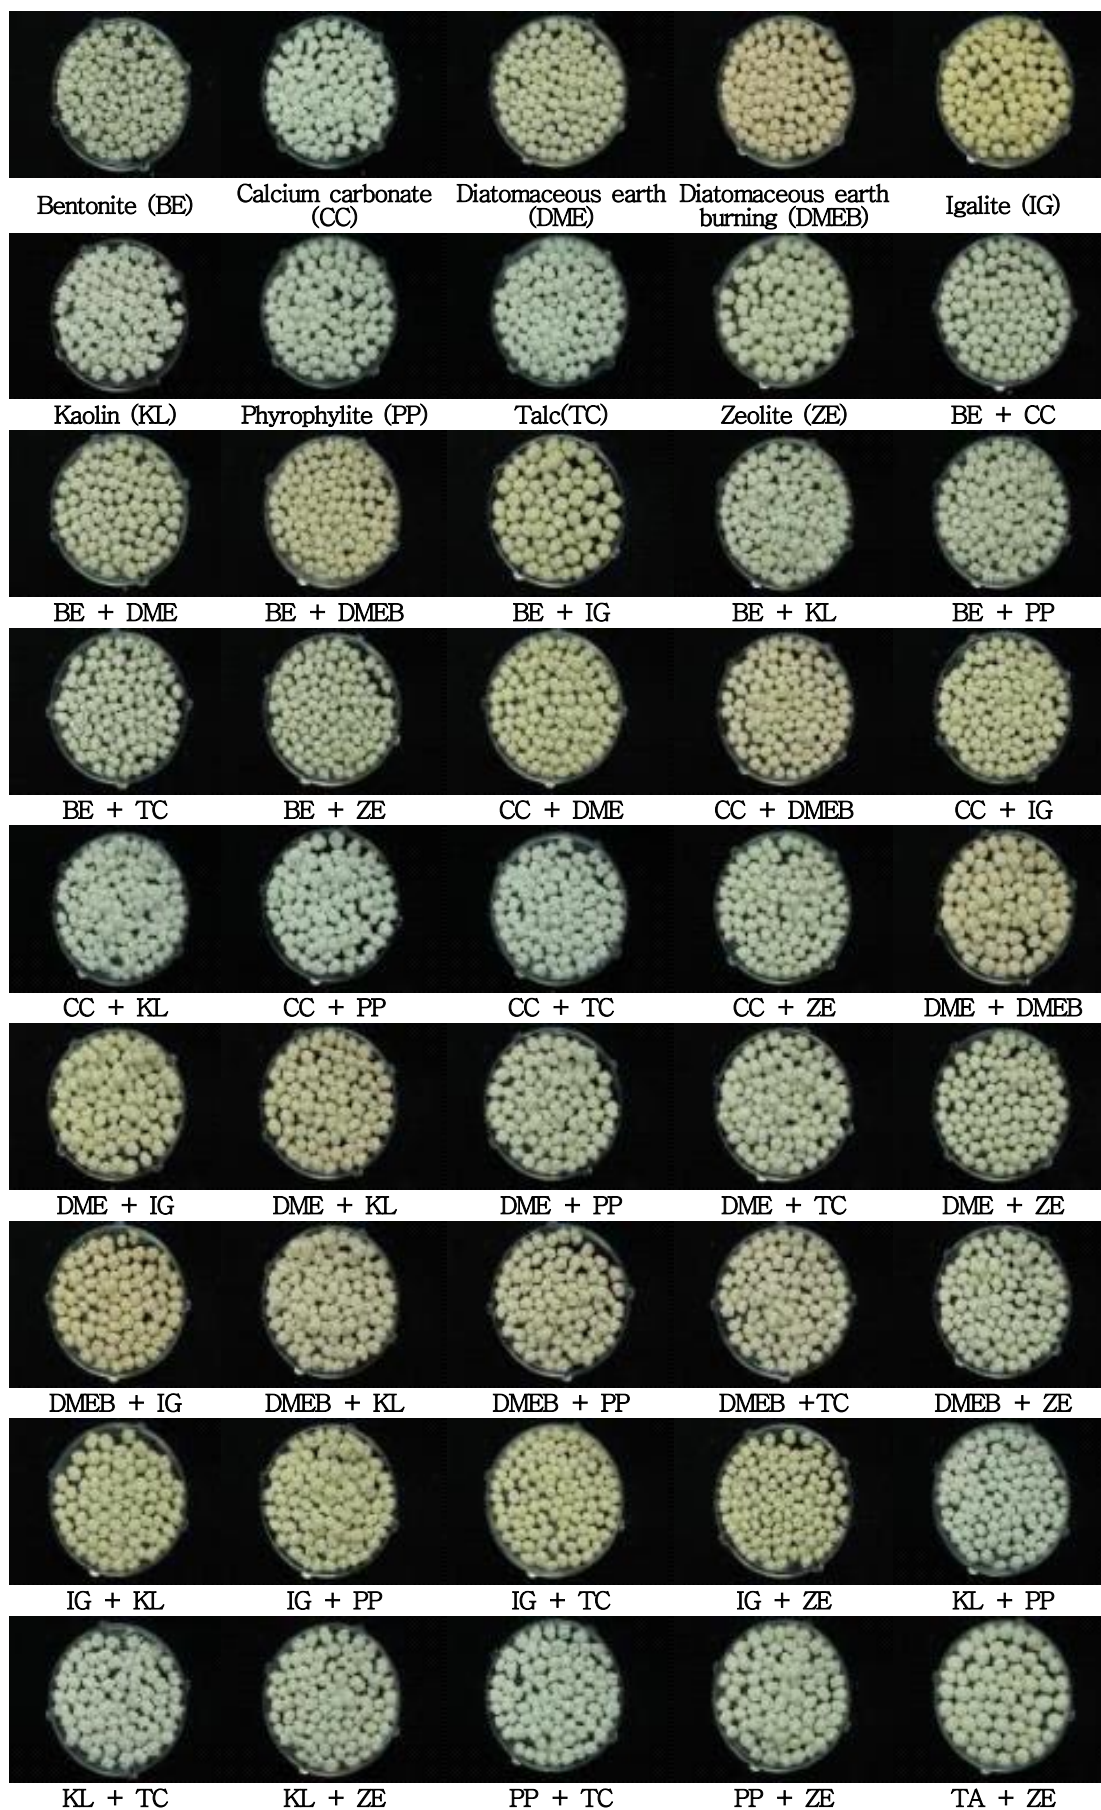 Bentonite (BE)
Calcium carbonate
(CC)
Diatomaceous earth
(DME)
Diatomaceous earth
burning (DMEB)
Igalite (IG)
Kaolin (KL)
Phyrophylite (PP)
Talc(TC)
Zeolite (ZE)
BE + CC
BE + DME
BE + DMEB
BE + IG
BE + KL
BE + PP
BE + TC
BE + ZE
CC + DME
CC + DMEB
CC + IG
CC + KL
CC + PP
CC + TC
CC + ZE
DME + DMEB
DME + IG
DME + KL
DME + PP
DME + TC
DME + ZE
DMEB + IG
DMEB + KL
DMEB + PP
DMEB +TC
DMEB + ZE
IG + KL
IG + PP
IG + TC
IG + ZE
KL + PP
KL + TC
KL + ZE
PP + TC
PP + ZE
TA + ZE